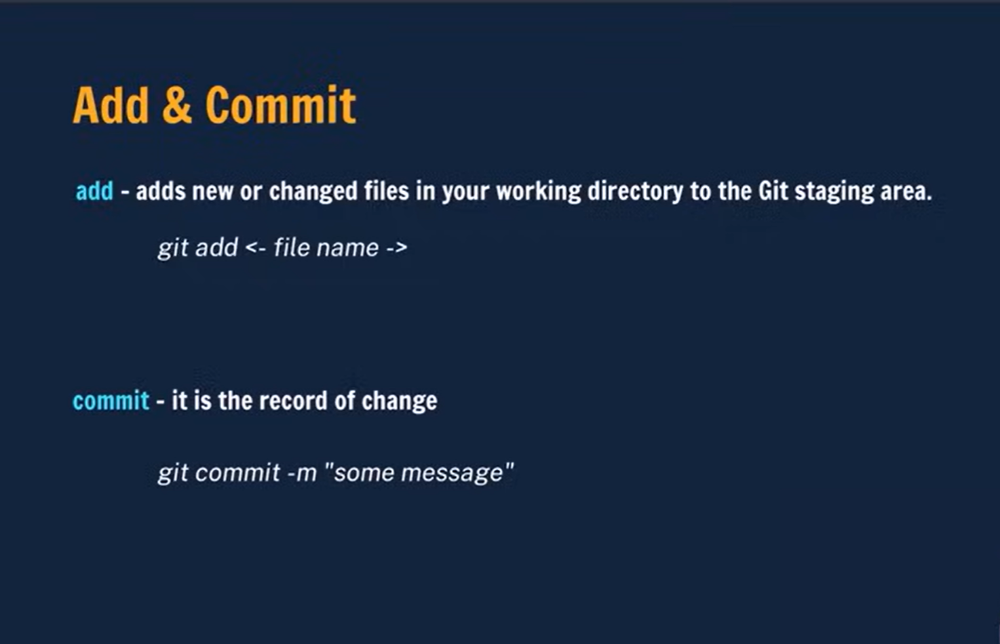 Add & Commit
add - adds new or changed files in your working directory to the Git staging area.
git add <- file name ->
commit - it is the record of change
git commit -m "some message"